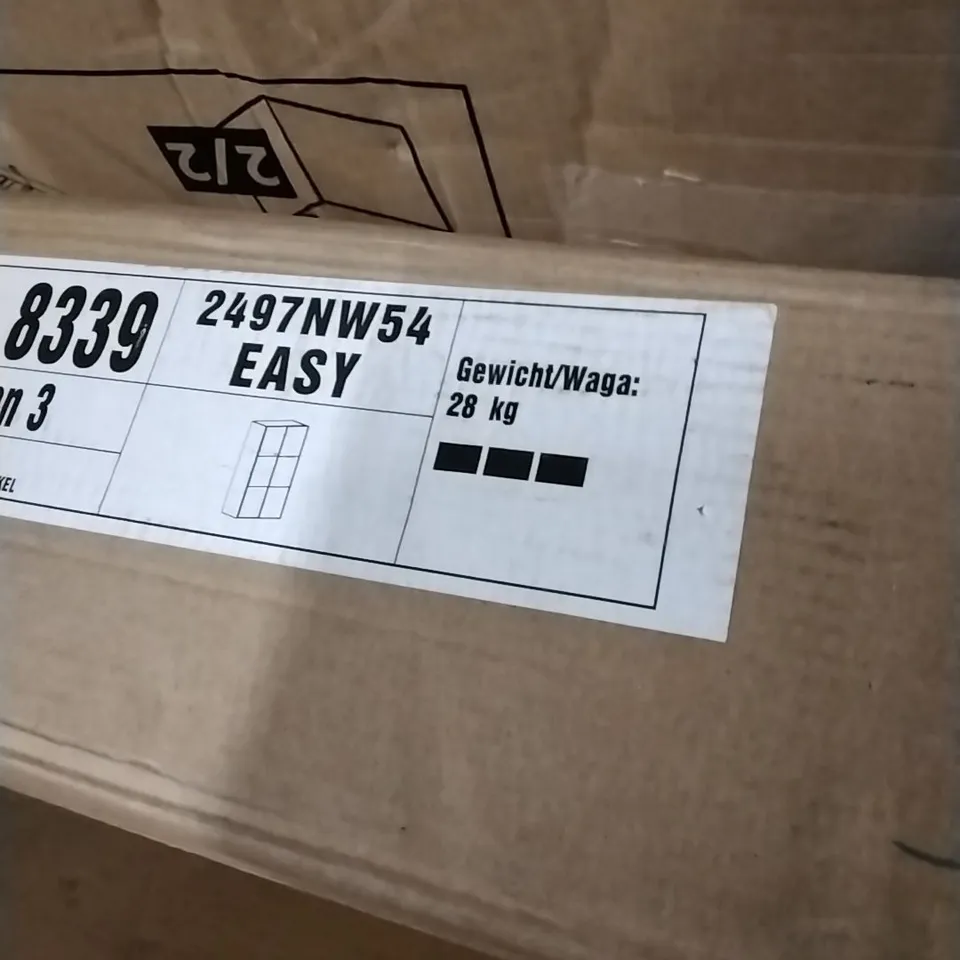 2/2
8339
2497NW54
EASY
n 3
KEL
Gewicht/Waga:
28 kg